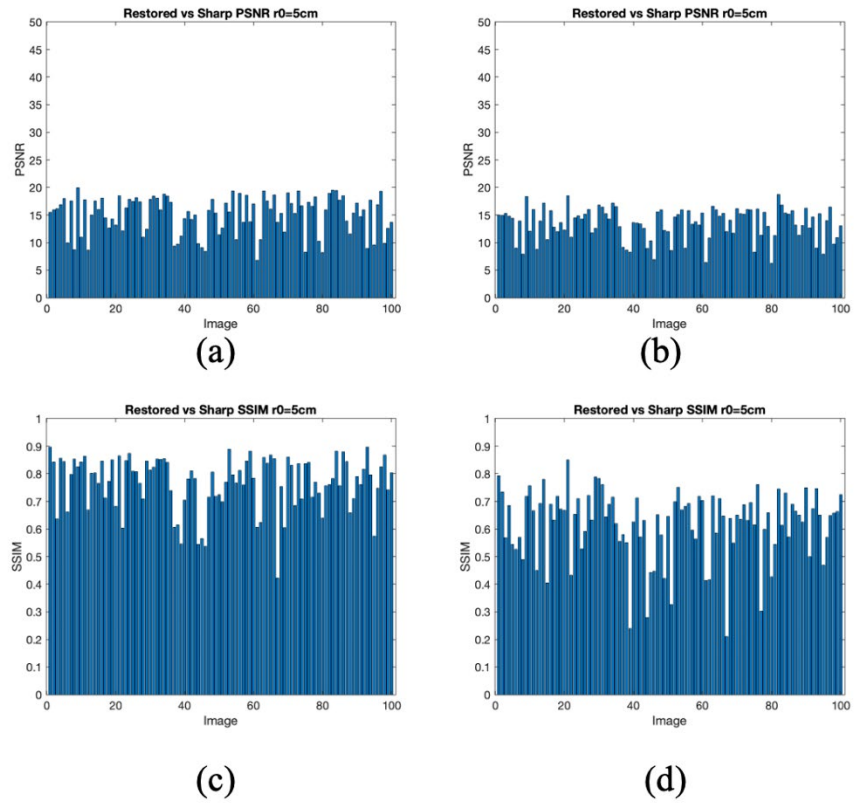 Restored vs Sharp PSNR r0=5cm
50
45
40
35
30
25
20
15
10
5
0
PSNR
0 20 40 60 80 100
Image
(a)
Restored vs Sharp PSNR r0=5cm
50
45
40
35
30
25
20
15
10
5
0
PSNR
0 20 40 60 80 100
Image
(b)
Restored vs Sharp SSIM r0=5cm
1
0.9
0.8
0.7
0.6
0.5
0.4
0.3
0.2
0.1
0
SSIM
0 20 40 60 80 100
Image
(c)
Restored vs Sharp SSIM r0=5cm
1
0.9
0.8
0.7
0.6
0.5
0.4
0.3
0.2
0.1
0
SSIM
0 20 40 60 80 100
Image
(d)